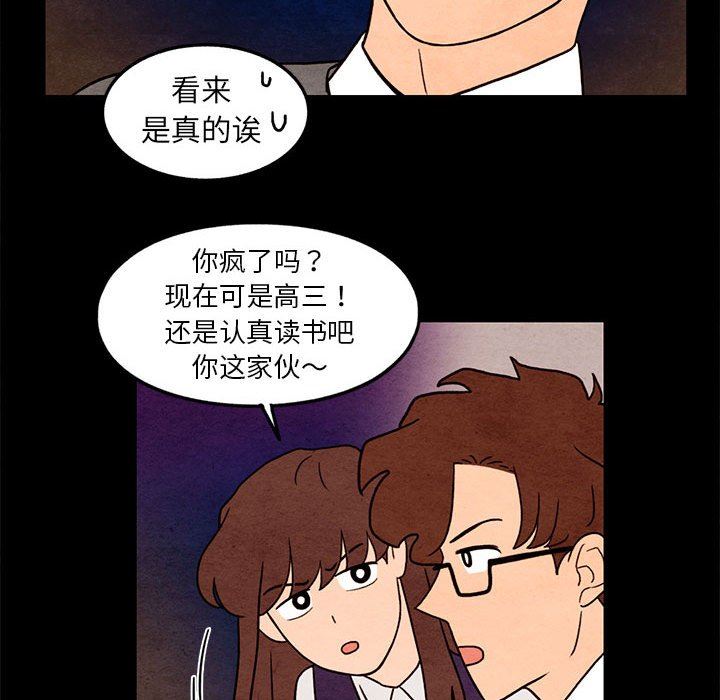 看来
是真的诶
你疯了吗？
现在可是高三！
还是认真读书吧
你这家伙～